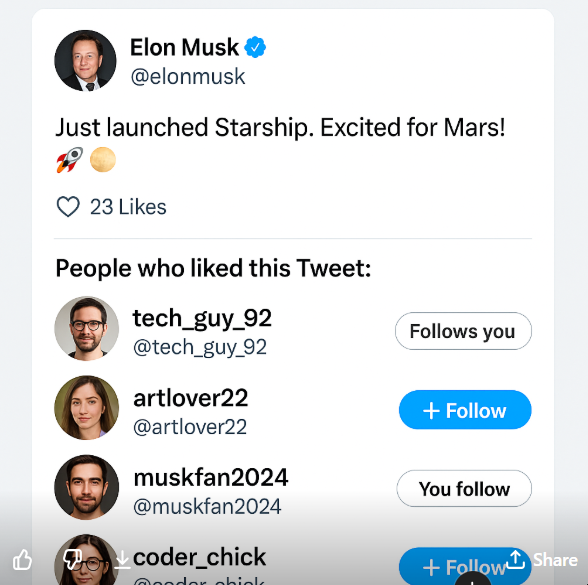 Elon Musk
@elonmusk
Just launched Starship. Excited for Mars!
🚀 🌕
23 Likes
People who liked this Tweet:
tech_guy_92
@tech_guy_92
Follows you
artlover22
@artlover22
+ Follow
muskfan2024
@muskfan2024
You follow
coder_chick
@coder_chick
+ Follow
Share